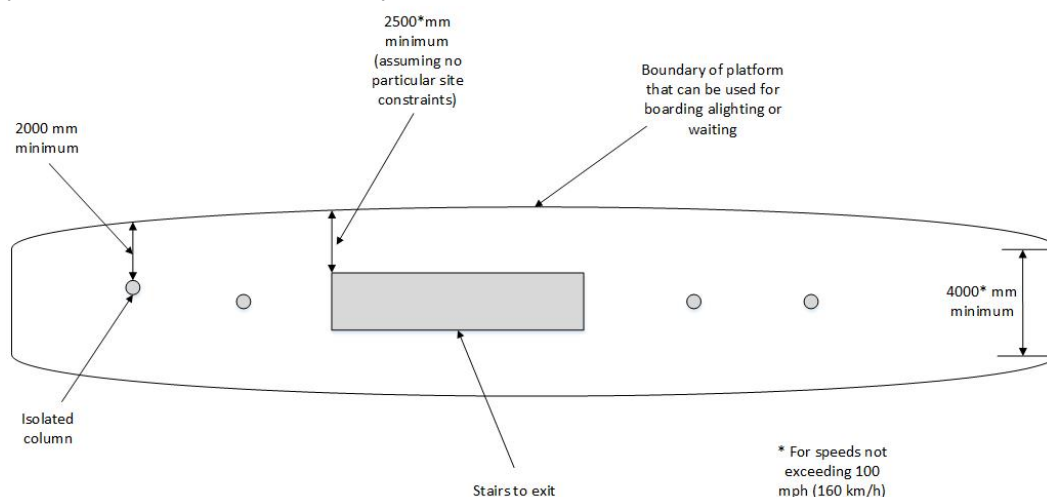 2500*mm
minimum
(assuming no
particular site
constraints)
Boundary of platform
that can be used for
boarding alighting or
waiting
2000 mm
minimum
4000* mm
minimum
Isolated
column
Stairs to exit
* For speeds not
exceeding 100
mph (160 km/h)